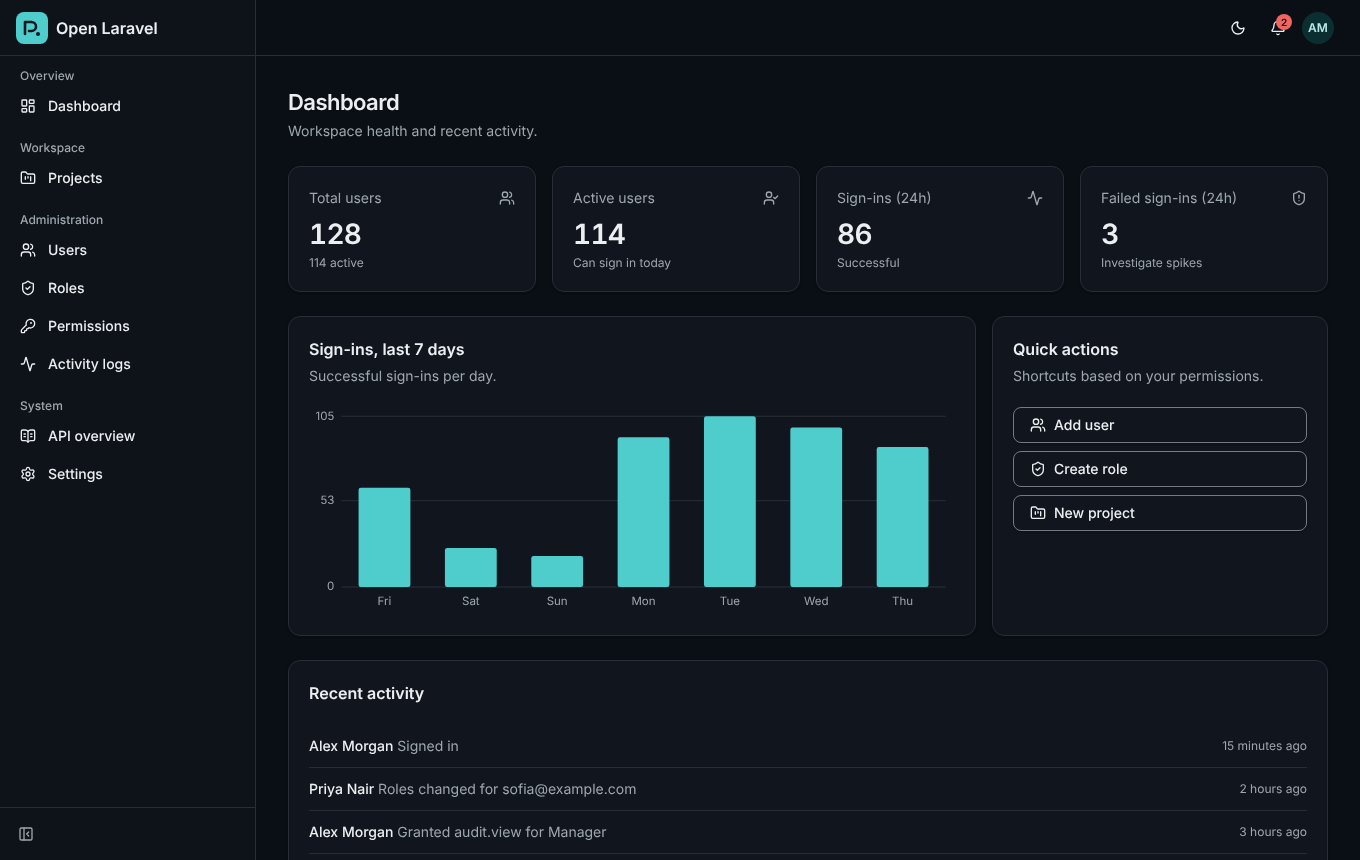 P. Open Laravel
2
AM
Overview
Dashboard
Workspace
Projects
Administration
Users
Roles
Permissions
Activity logs
System
API overview
Settings
Dashboard
Workspace health and recent activity.
Total users
128
114 active
Active users
114
Can sign in today
Sign-ins (24h)
86
Successful
Failed sign-ins (24h)
3
Investigate spikes
Sign-ins, last 7 days
Successful sign-ins per day.
105
53
0
Fri Sat Sun Mon Tue Wed Thu
Quick actions
Shortcuts based on your permissions.
Add user
Create role
New project
Recent activity
Alex Morgan Signed in 15 minutes ago
Priya Nair Roles changed for sofia@example.com 2 hours ago
Alex Morgan Granted audit.view for Manager 3 hours ago